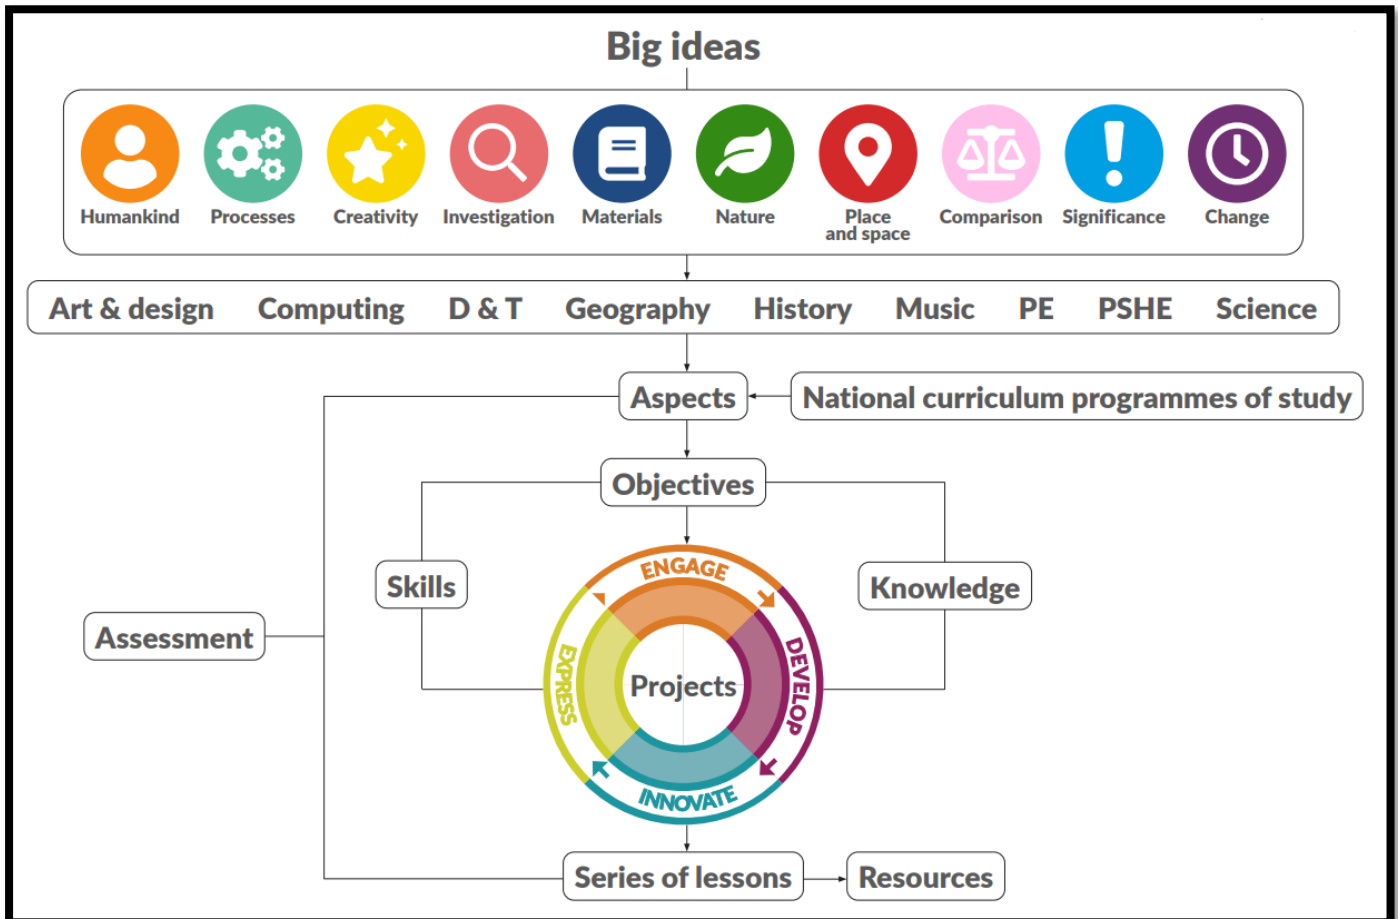 Big ideas
Humankind
Processes
Creativity
Investigation
Materials
Nature
Place
and space
Comparison
Significance
Change
Art & design Computing D & T Geography History Music PE PSHE Science
Aspects
National curriculum programmes of study
Objectives
Skills
Knowledge
Assessment
ENGAGE
DEVELOP
INNOVATE
EXPRESS
Projects
Series of lessons
Resources